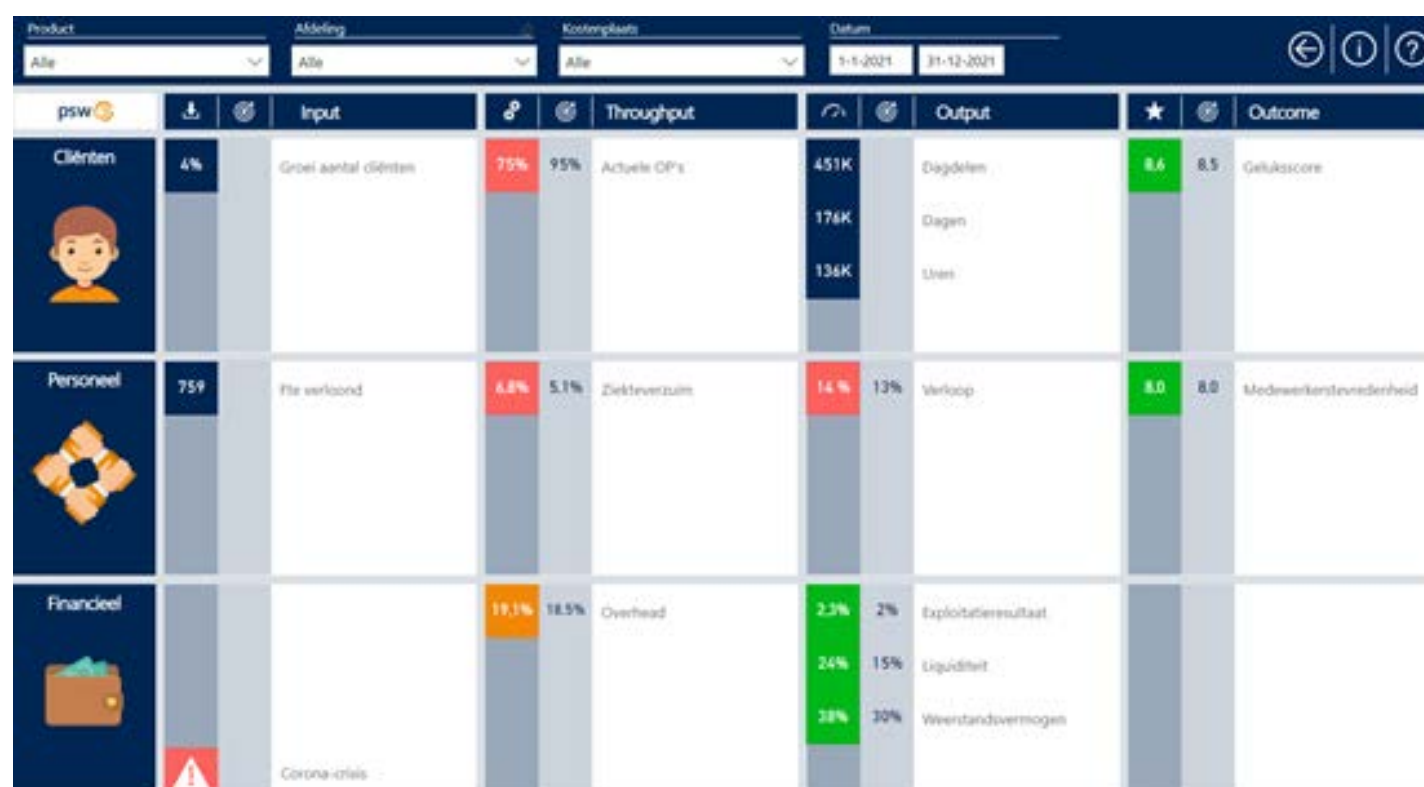 Product
Afdeling
Kostenplaats
Datum
Alle
Alle
Alle
1-1-2021
31-12-2021
psw
Input
Throughput
Output
Outcome
Cliënten
4%
Groei aantal cliënten
75%
95%
Actuele OP's
451K
Dagdelen
176K
Dagen
136K
Uren
8.6
8.5
Geluksscore
Personeel
759
Fte verloond
6.8%
5.1%
Ziekteverzuim
14 %
13%
Verloop
8.0
8.0
Medewerkerstevredenheid
Financieel
19,1%
18.5%
Overhead
2,3%
2%
Exploitatieresultaat
24%
15%
Liquiditeit
38%
30%
Weerstandsvermogen
Corona-crisis